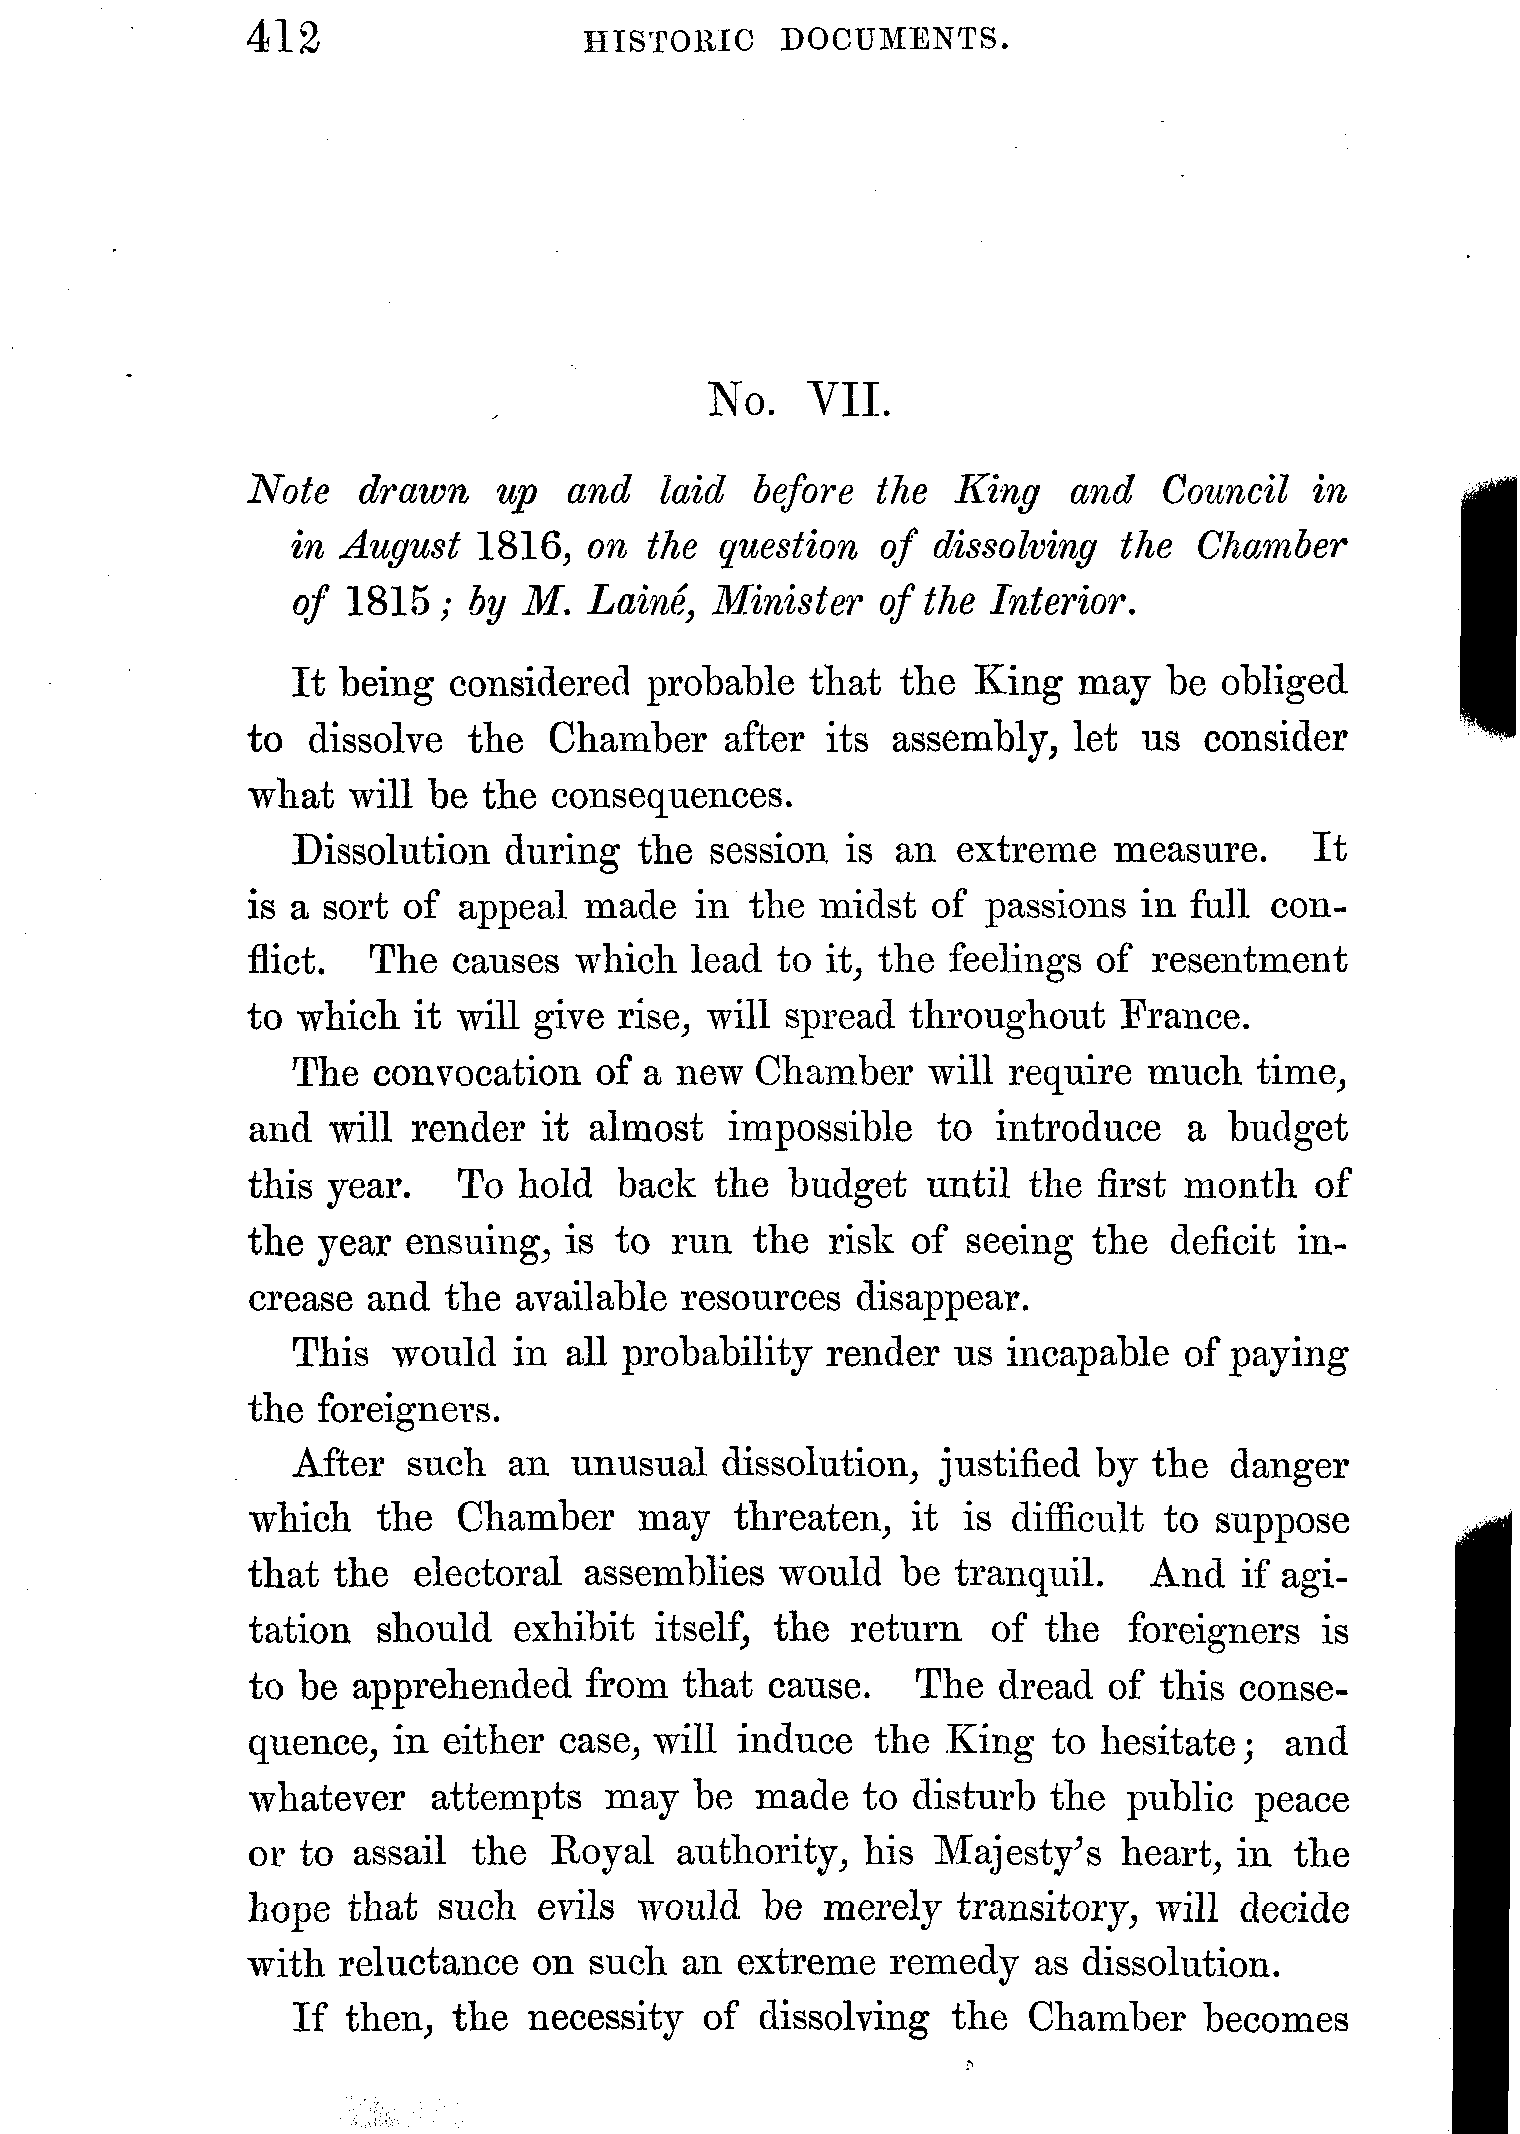 412 HISTORIC DOCUMENTS.
No. VII.
Note drawn up and laid before the King and Council in
in August 1816, on the question of dissolving the Chamber
of 1815; by M. Lainé, Minister of the Interior.
It being considered probable that the King may be obliged
to dissolve the Chamber after its assembly, let us consider
what will be the consequences.
Dissolution during the session is an extreme measure. It
is a sort of appeal made in the midst of passions in full con-
flict. The causes which lead to it, the feelings of resentment
to which it will give rise, will spread throughout France.
The convocation of a new Chamber will require much time,
and will render it almost impossible to introduce a budget
this year. To hold back the budget until the first month of
the year ensuing, is to run the risk of seeing the deficit in-
crease and the available resources disappear.
This would in all probability render us incapable of paying
the foreigners.
After such an unusual dissolution, justified by the danger
which the Chamber may threaten, it is difficult to suppose
that the electoral assemblies would be tranquil. And if agi-
tation should exhibit itself, the return of the foreigners is
to be apprehended from that cause. The dread of this conse-
quence, in either case, will induce the King to hesitate; and
whatever attempts may be made to disturb the public peace
or to assail the Royal authority, his Majesty's heart, in the
hope that such evils would be merely transitory, will decide
with reluctance on such an extreme remedy as dissolution.
If then, the necessity of dissolving the Chamber becomes